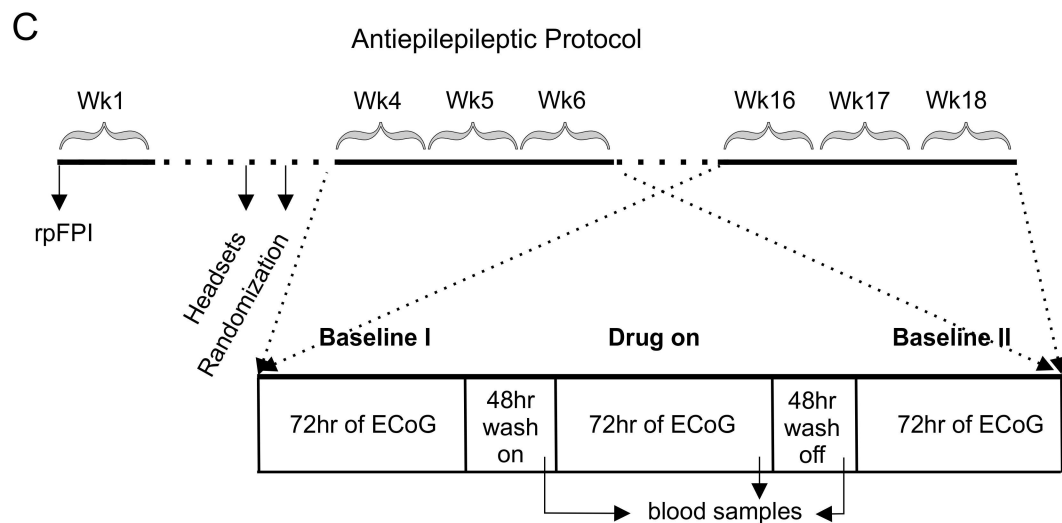 C
Antiepilepileptic Protocol
Wk1
Wk4
Wk5
Wk6
Wk16
Wk17
Wk18
rpFPI
Headsets
Randomization
Baseline I
Drug on
Baseline II
72hr of ECoG
48hr
wash
on
72hr of ECoG
48hr
wash
off
72hr of ECoG
blood samples